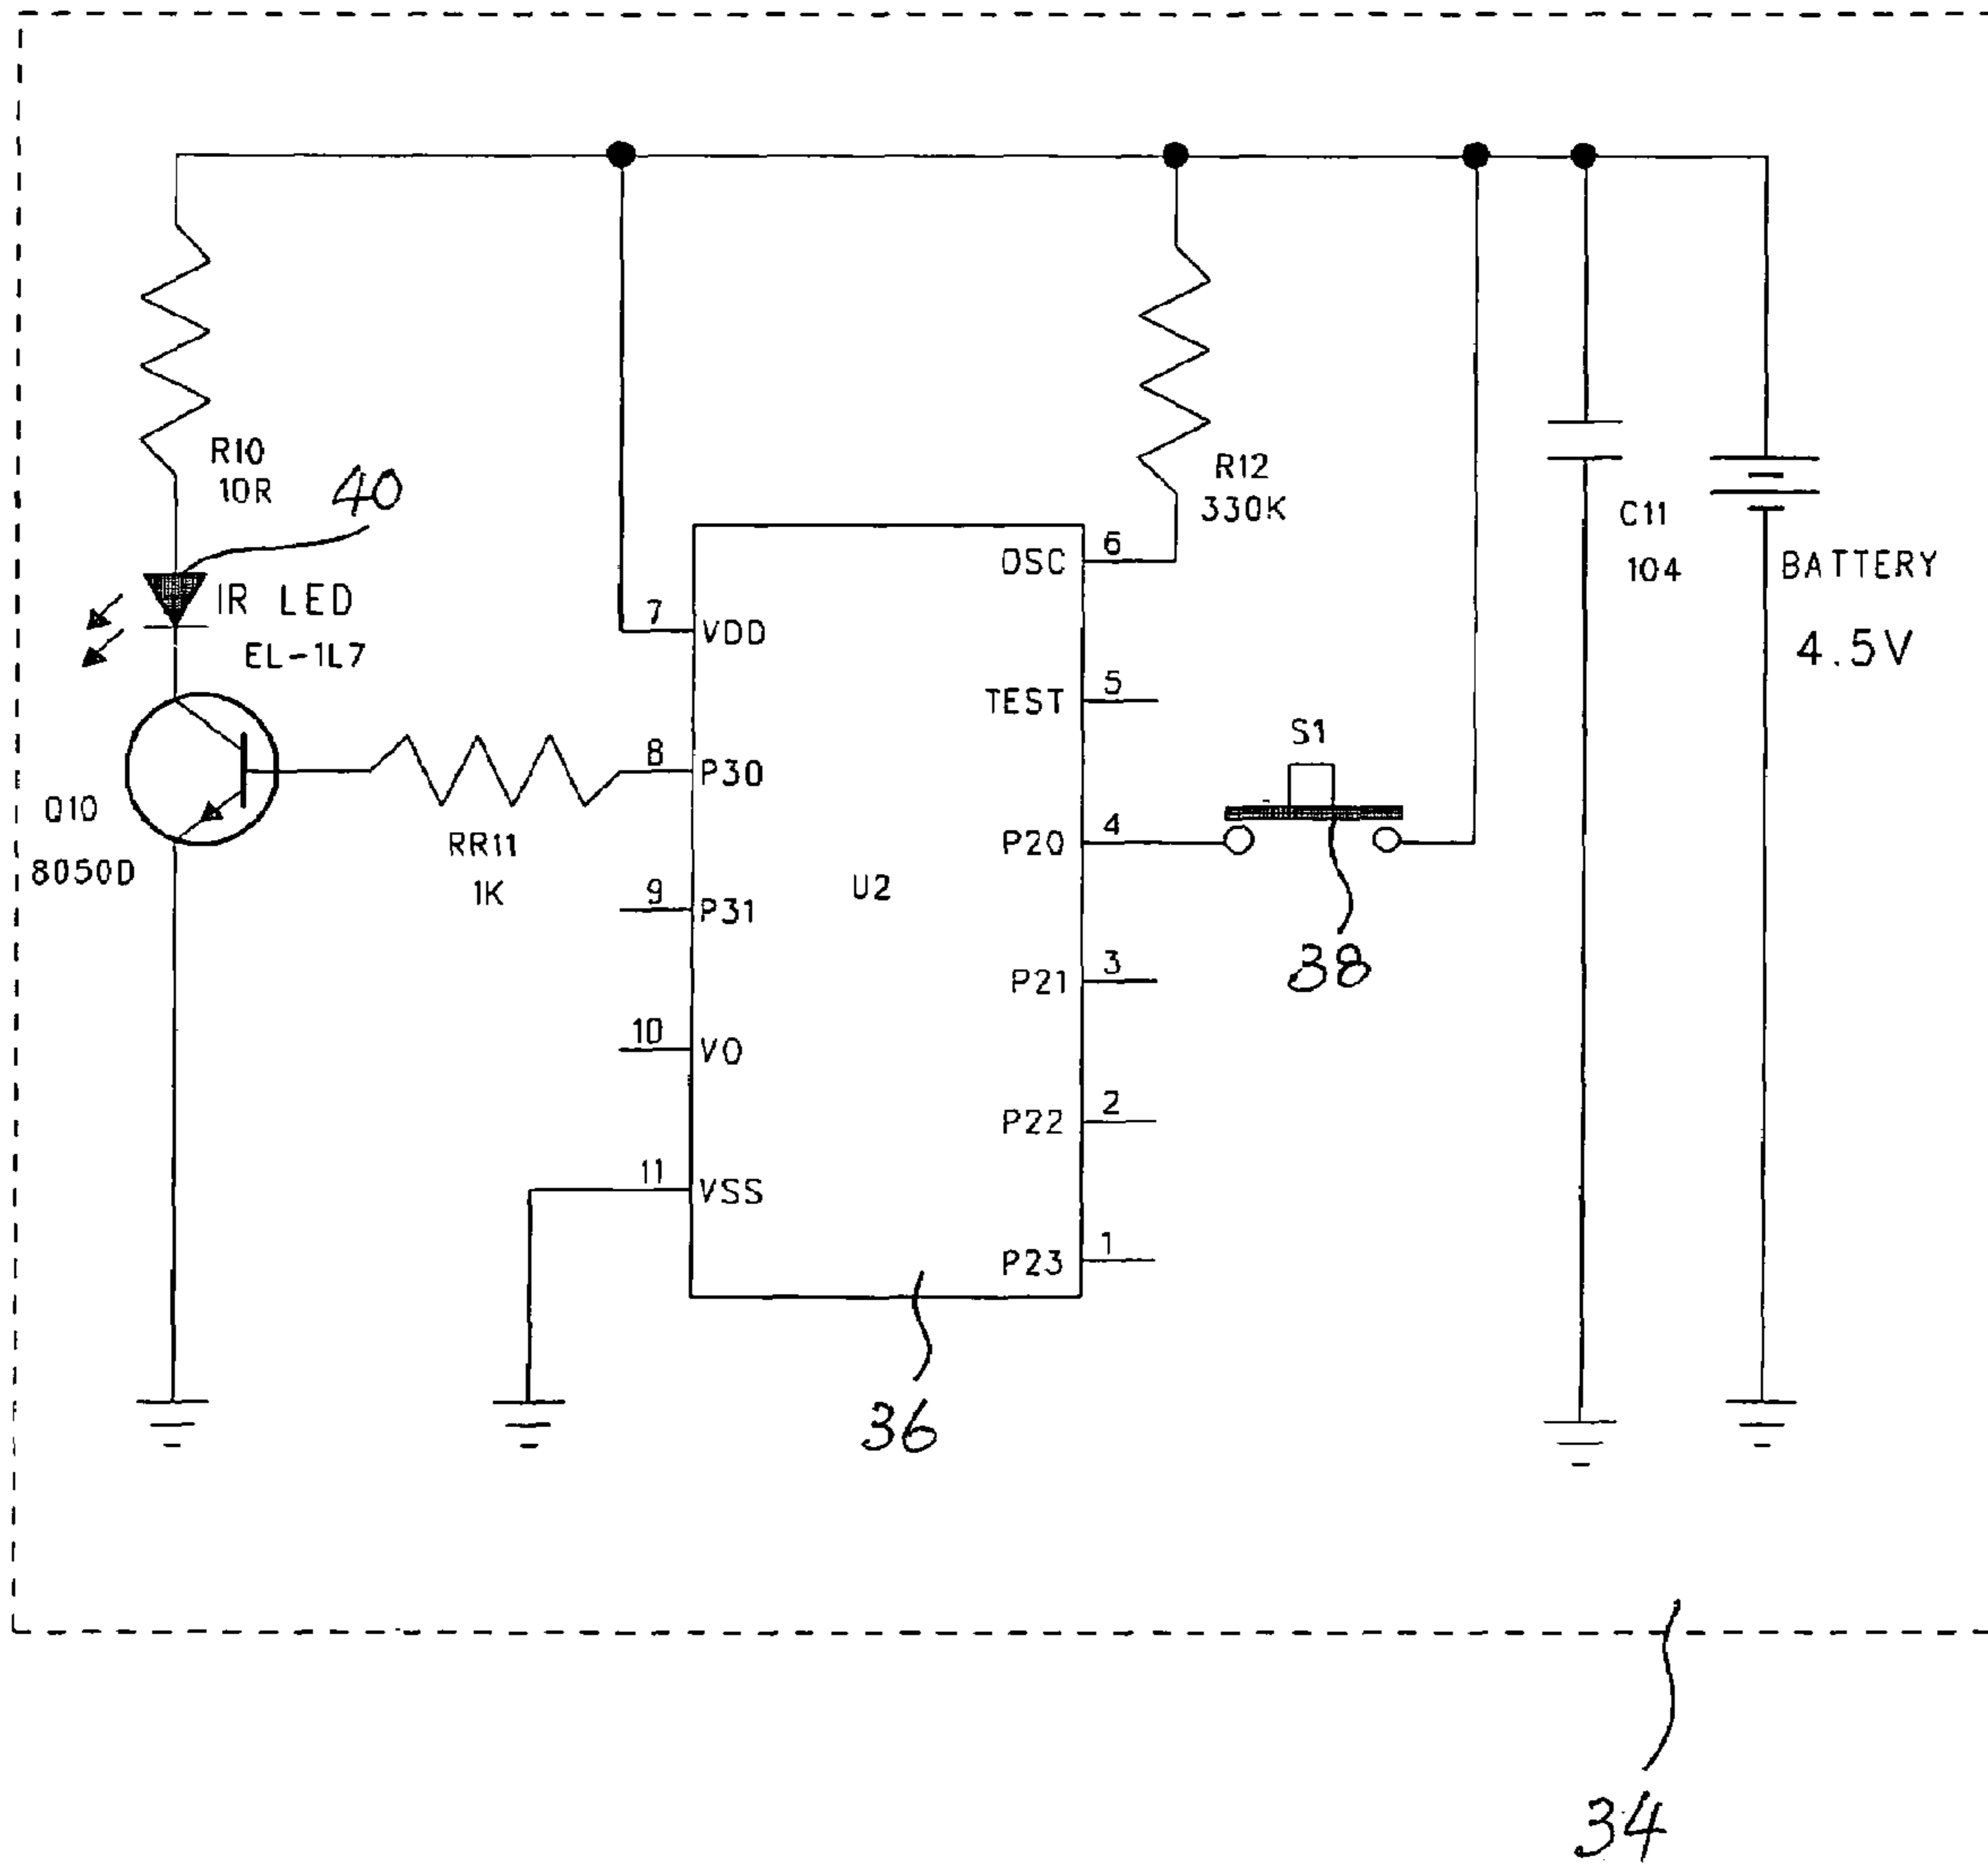 R10
10R
40
IR LED
EL-1L7
Q10
8050D
RR11
1K
7
VDD
8
P30
9
P31
10
VO
11
VSS
U2
OSC
6
TEST
5
P20
4
P21
3
P22
2
P23
1
R12
330K
S1
38
C11
104
BATTERY
4.5V
36
34